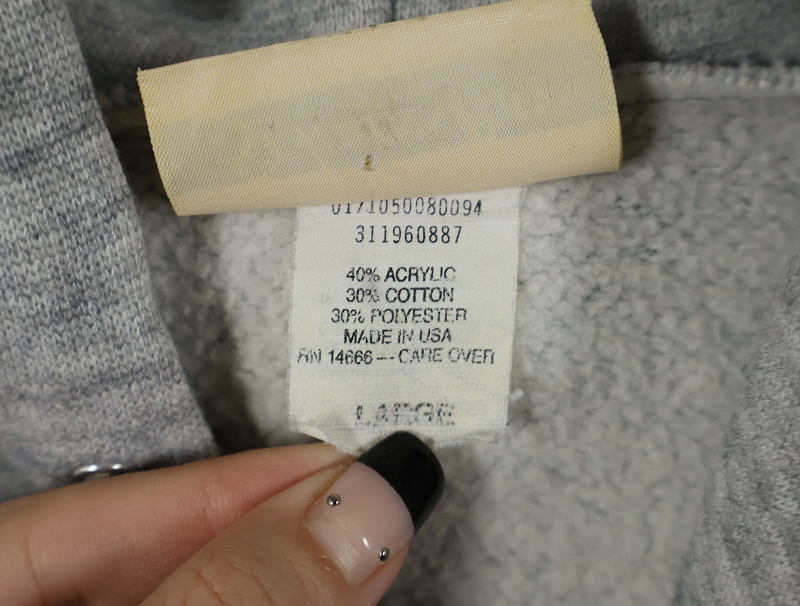 0171050080094
311960887
40% ACRYLIC
30% COTTON
30% POLYESTER
MADE IN USA
RN 14666 -- CARE OVER
LARGE